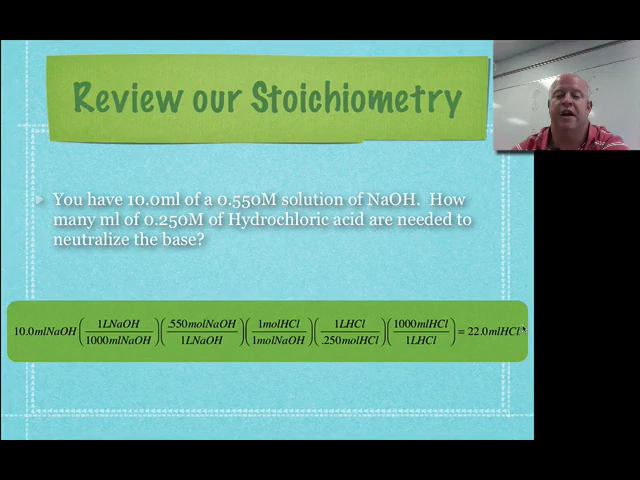 Review our Stoichiometry
You have 10.0ml of a 0.550M solution of NaOH. How
many ml of 0.250M of Hydrochloric acid are needed to
neutralize the base?
10.0mlNaOH (1LNaOH/1000mlNaOH)(.550molNaOH/1LNaOH)(1molHCl/1molNaOH)(1LHCl/.250molHCl)(1000mlHCl/1LHCl) = 22.0mlHCl